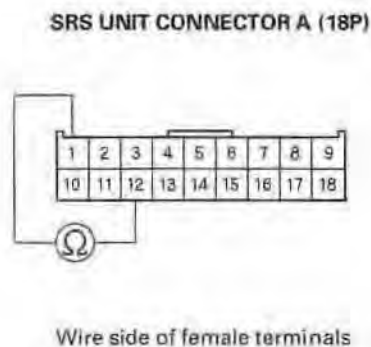 SRS UNIT CONNECTOR A (18P)
1 2 3 4 5 6 7 8 9
10 11 12 13 14 15 16 17 18
Ω
Wire side of female terminals